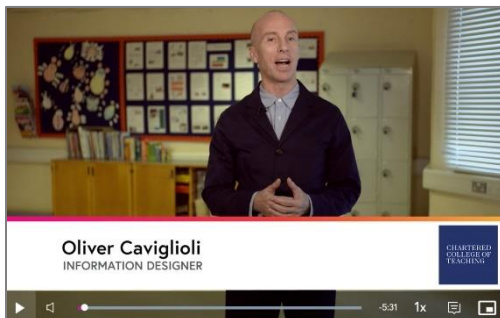 Oliver Caviglioli
INFORMATION DESIGNER
CHARTERED
COLLEGE OF
TEACHING
-5:31
1x